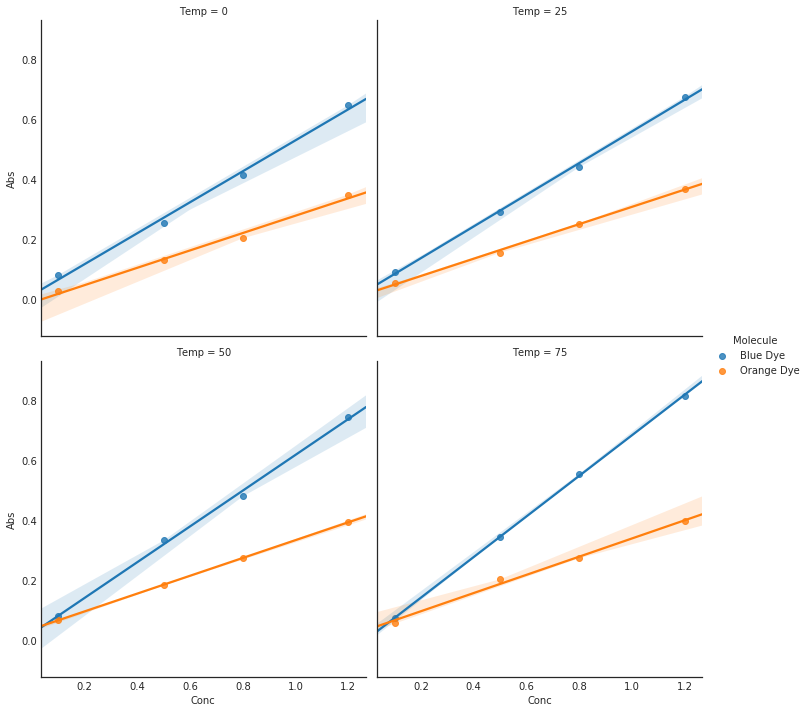 Temp = 0
Temp = 25
0.8
0.6
Abs
0.4
0.2
0.0
Temp = 50
Temp = 75
Molecule
Blue Dye
Orange Dye
0.8
0.6
Abs
0.4
0.2
0.0
0.2 0.4 0.6 0.8 1.0 1.2
0.2 0.4 0.6 0.8 1.0 1.2
Conc
Conc